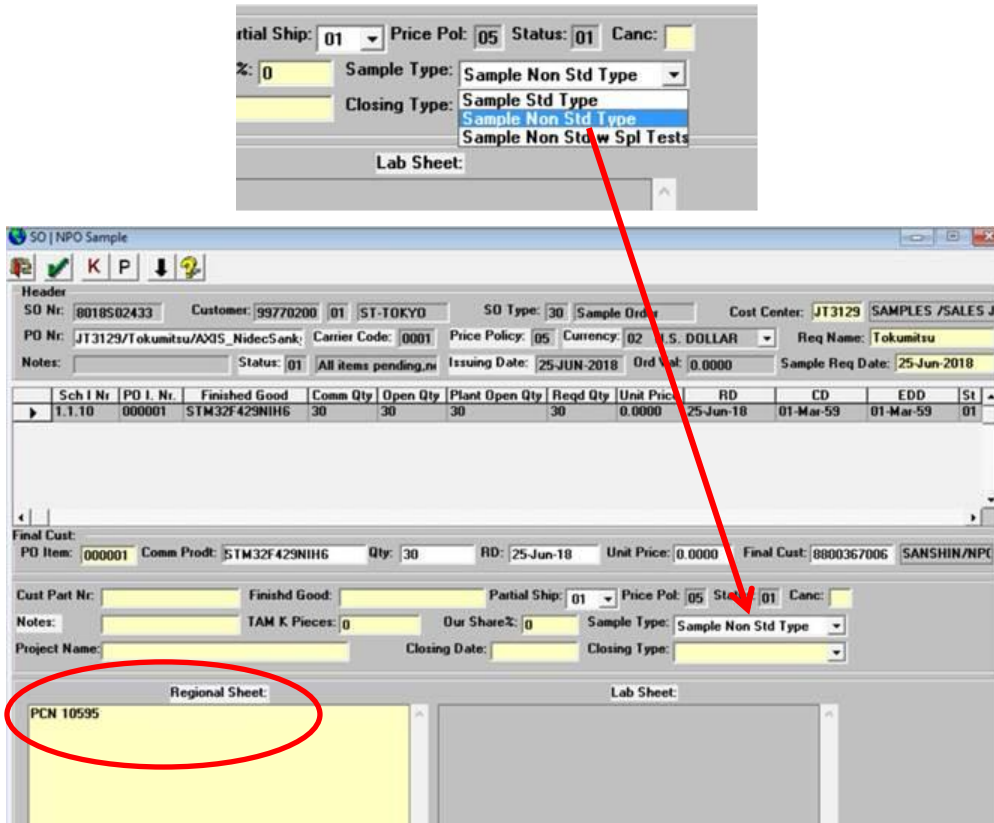 rtial Ship: 01 Price Pol: 05 Status: 01 Canc:
%: 0 Sample Type: Sample Non Std Type
Closing Type: Sample Std Type
Sample Non Std Type
Sample Non Std w Spl Tests
Lab Sheet:
SO | NPO Sample
K P
Header
SO Nr: 8018S02433 Customer: 99770200 01 ST-TOKYO SO Type: 30 Sample Order Cost Center: JT3129 SAMPLES /SALES J
PO Nr: JT3129/Tokumitsu/AXIS_NidecSank; Carrier Code: 0001 Price Policy: 05 Currency: 02 U.S. DOLLAR Req Name: Tokumitsu
Notes: Status: 01 All items pending,n Issuing Date: 25-JUN-2018 Ord Val: 0.0000 Sample Req Date: 25-Jun-2018
Sch I Nr PO I. Nr. Finished Good Comm Qty Open Qty Plant Open Qty Reqd Qty Unit Price RD CD EDD St
1.1.10 000001 STM32F429NIH6 30 30 30 30 0.0000 25-Jun-18 01-Mar-59 01-Mar-59 01
Final Cust:
PO Item: 000001 Comm Prodt: STM32F429NIH6 Qty: 30 RD: 25-Jun-18 Unit Price: 0.0000 Final Cust: 8800367006 SANSHIN/NPC
Cust Part Nr: Finishd Good: Partial Ship: 01 Price Pol: 05 01 Canc:
Notes: TAM K Pieces: 0 Our Share%: 0 Sample Type: Sample Non Std Type
Project Name: Closing Date: Closing Type:
Regional Sheet: Lab Sheet:
PCN 10595